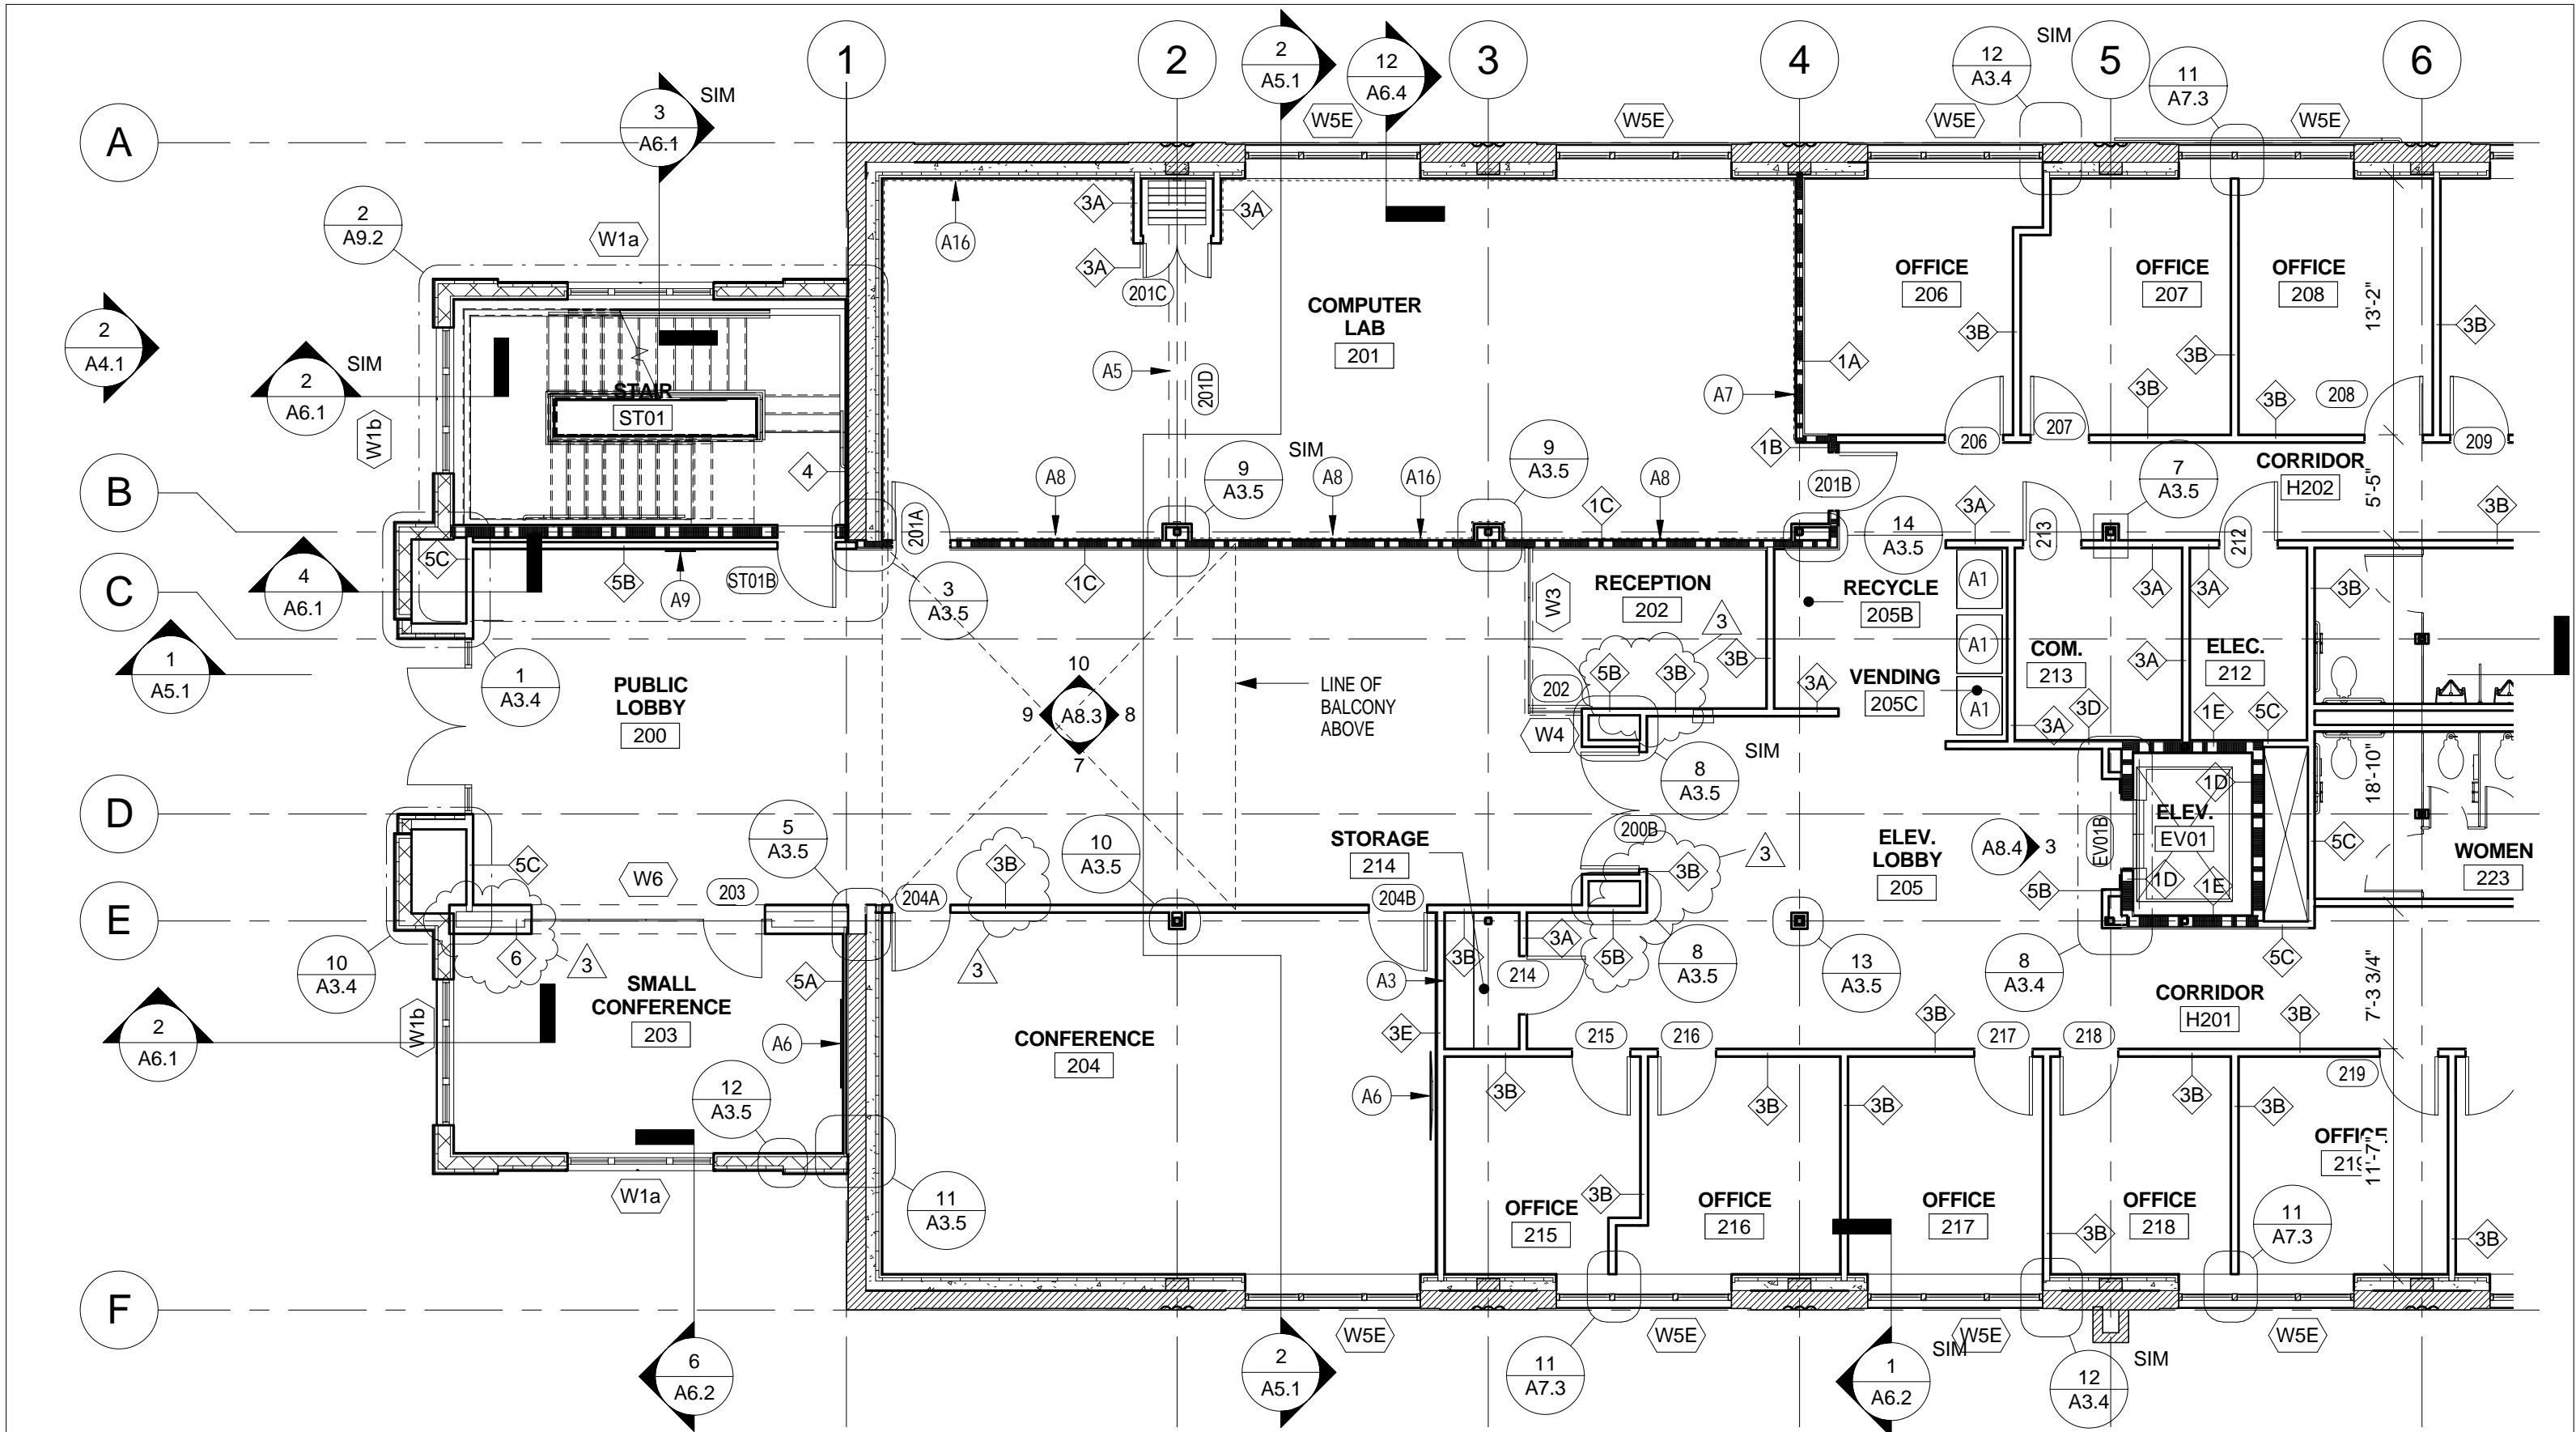 1
2
3
4
5
6
A
B
C
D
E
F
2
A5.1
12
A6.4
12
A3.4
SIM
11
A7.3
3
A6.1
SIM
W5E
W5E
W5E
W5E
2
A9.2
W1a
3A
3A
A16
3A
201C
2
A4.1
2
A6.1
SIM
W1b
STAIR
ST01
4
COMPUTER
LAB
201
A5
201D
A7
1A
OFFICE
206
OFFICE
207
OFFICE
208
13'-2"
3B
3B
3B
3B
3B
208
206
207
209
1B
201B
CORRIDOR
H202
5'-5"
7
A3.5
A8
9
A3.5
SIM
A8
A16
9
A3.5
1C
A8
14
A3.5
3A
213
212
3B
201A
5C
5B
A9
ST01B
4
A6.1
1C
3
A3.5
W3
RECEPTION
202
3
RECYCLE
205B
A1
A1
A1
3A
3A
3B
1
A5.1
1
A3.4
PUBLIC
LOBBY
200
10
9
A8.3
8
7
LINE OF
BALCONY
ABOVE
202
5B
3B
3B
3A
W4
VENDING
205C
COM.
213
3A
ELEC.
212
3A
3D
1E
5C
8
A3.5
SIM
1D
18'-10"
5
A3.5
10
A3.5
3B
3
STORAGE
214
200B
3B
3
ELEV.
LOBBY
205
A8.4
3
EV01B
ELEV.
EV01
1D
1E
5B
5C
WOMEN
223
5C
W6
203
204A
204B
6
3
10
A3.4
W1b
2
A6.1
SMALL
CONFERENCE
203
5A
A6
3B
3A
5B
8
A3.5
13
A3.5
8
A3.4
5C
A3
214
CORRIDOR
H201
7'-3 3/4"
3E
215
216
217
218
3B
3B
219
CONFERENCE
204
A6
3B
3B
3B
3B
3B
12
A3.5
11
A3.5
W1a
OFFICE
215
3B
OFFICE
216
OFFICE
217
3B
OFFICE
218
OFFICE
11'-7"
11
A7.3
3B
6
A6.2
2
A5.1
W5E
11
A7.3
W5E
1
A6.2
SIM
W5E
12
A3.4
SIM
W5E